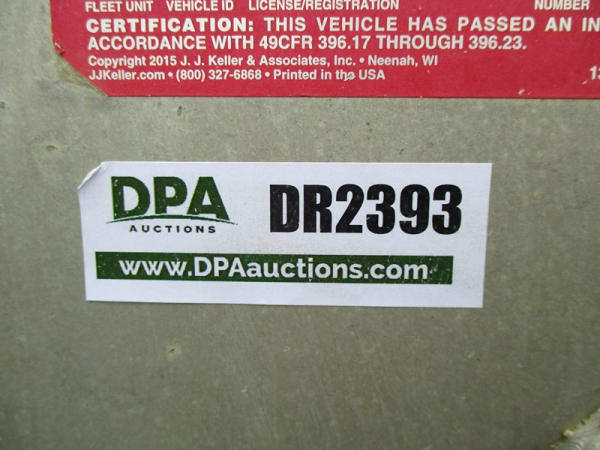 FLEET UNIT VEHICLE ID LICENSE/REGISTRATION NUMBER
CERTIFICATION: THIS VEHICLE HAS PASSED AN IN
ACCORDANCE WITH 49CFR 396.17 THROUGH 396.23.
Copyright 2015 J. J. Keller & Associates, Inc. • Neenah, WI
JJKeller.com • (800) 327-6868 • Printed in the USA
DPA
AUCTIONS
DR2393
www.DPAauctions.com